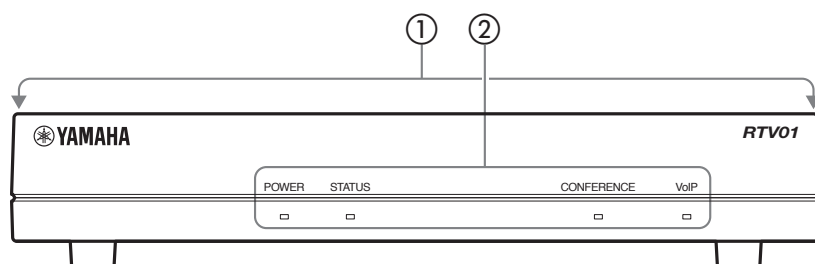 ① ②
YAMAHA RTV01
POWER STATUS CONFERENCE VoIP